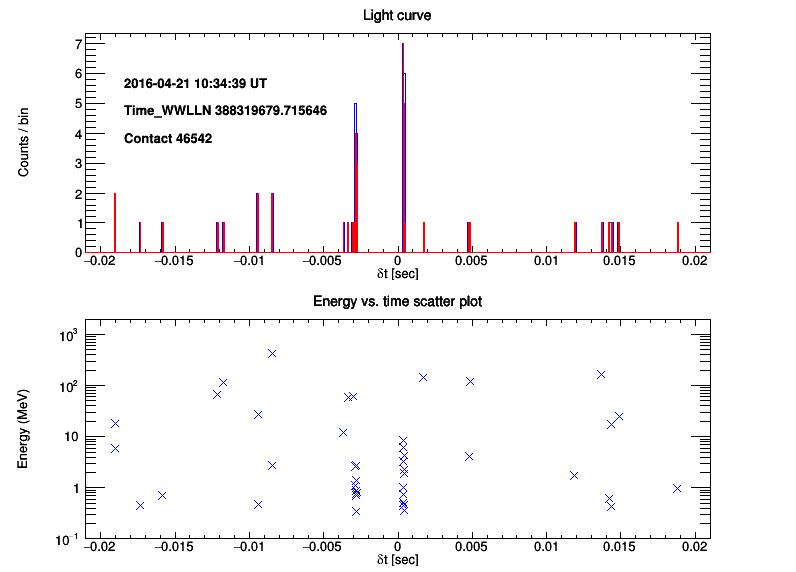 Light curve
Counts / bin
7
6
5
4
3
2
1
0
2016-04-21 10:34:39 UT
Time_WWLLN 388319679.715646
Contact 46542
−0.02 −0.015 −0.01 −0.005 0 0.005 0.01 0.015 0.02
δt [sec]
Energy vs. time scatter plot
Energy (MeV)
10³
10²
10
1
10⁻¹
−0.02 −0.015 −0.01 −0.005 0 0.005 0.01 0.015 0.02
δt [sec]